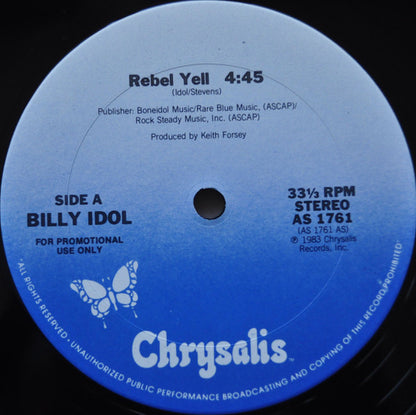 Rebel Yell 4:45
(Idol/Stevens)
Publisher: Boneidol Music/Rare Blue Music, (ASCAP)/
Rock Steady Music, Inc. (ASCAP)
Produced by Keith Forsey
SIDE A
BILLY IDOL
FOR PROMOTIONAL
USE ONLY
33⅓ RPM
STEREO
AS 1761
(AS 1761 AS)
℗ 1983 Chrysalis
Records, Inc.
Chrysalis™
"ALL RIGHTS RESERVED • UNAUTHORIZED PUBLIC PERFORMANCE BROADCASTING AND COPYING OF THIS RECORD PROHIBITED"